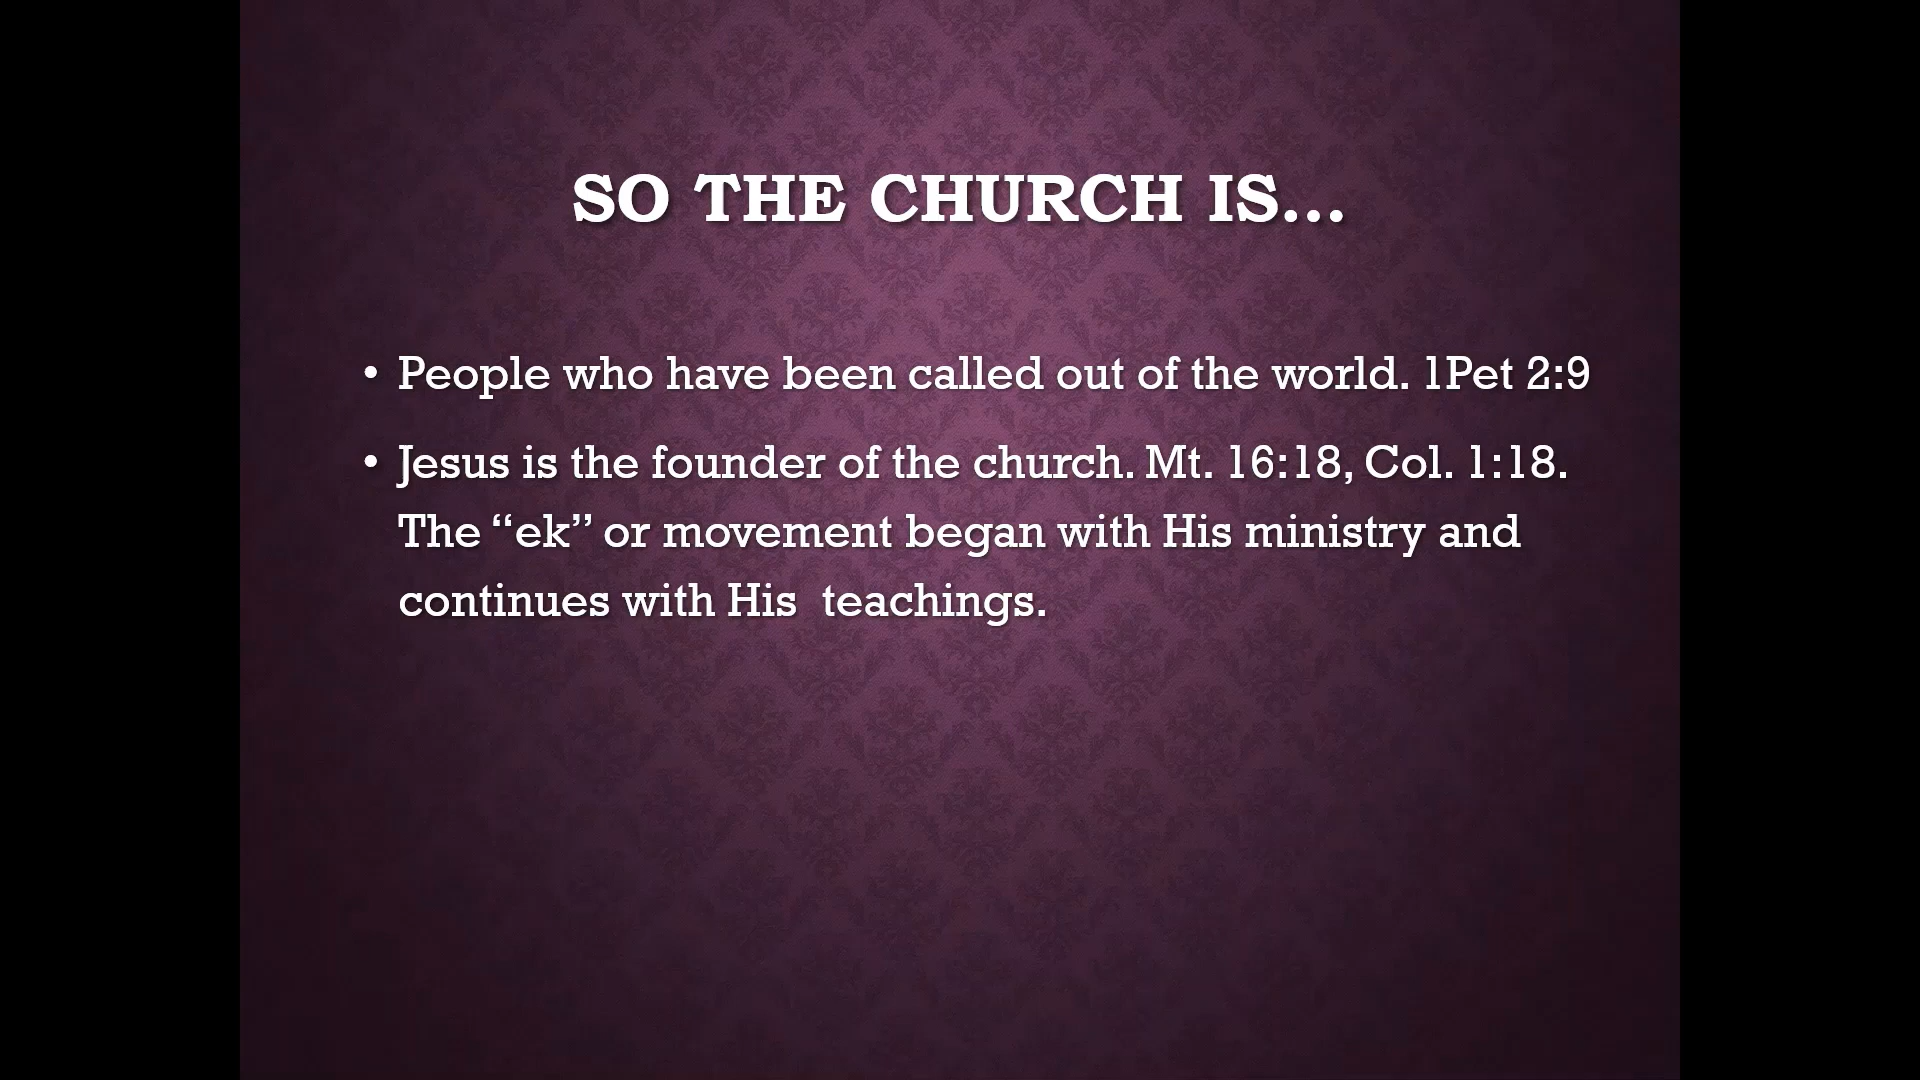 SO THE CHURCH IS...
• People who have been called out of the world. 1Pet 2:9
• Jesus is the founder of the church. Mt. 16:18, Col. 1:18.
The “ek” or movement began with His ministry and
continues with His  teachings.